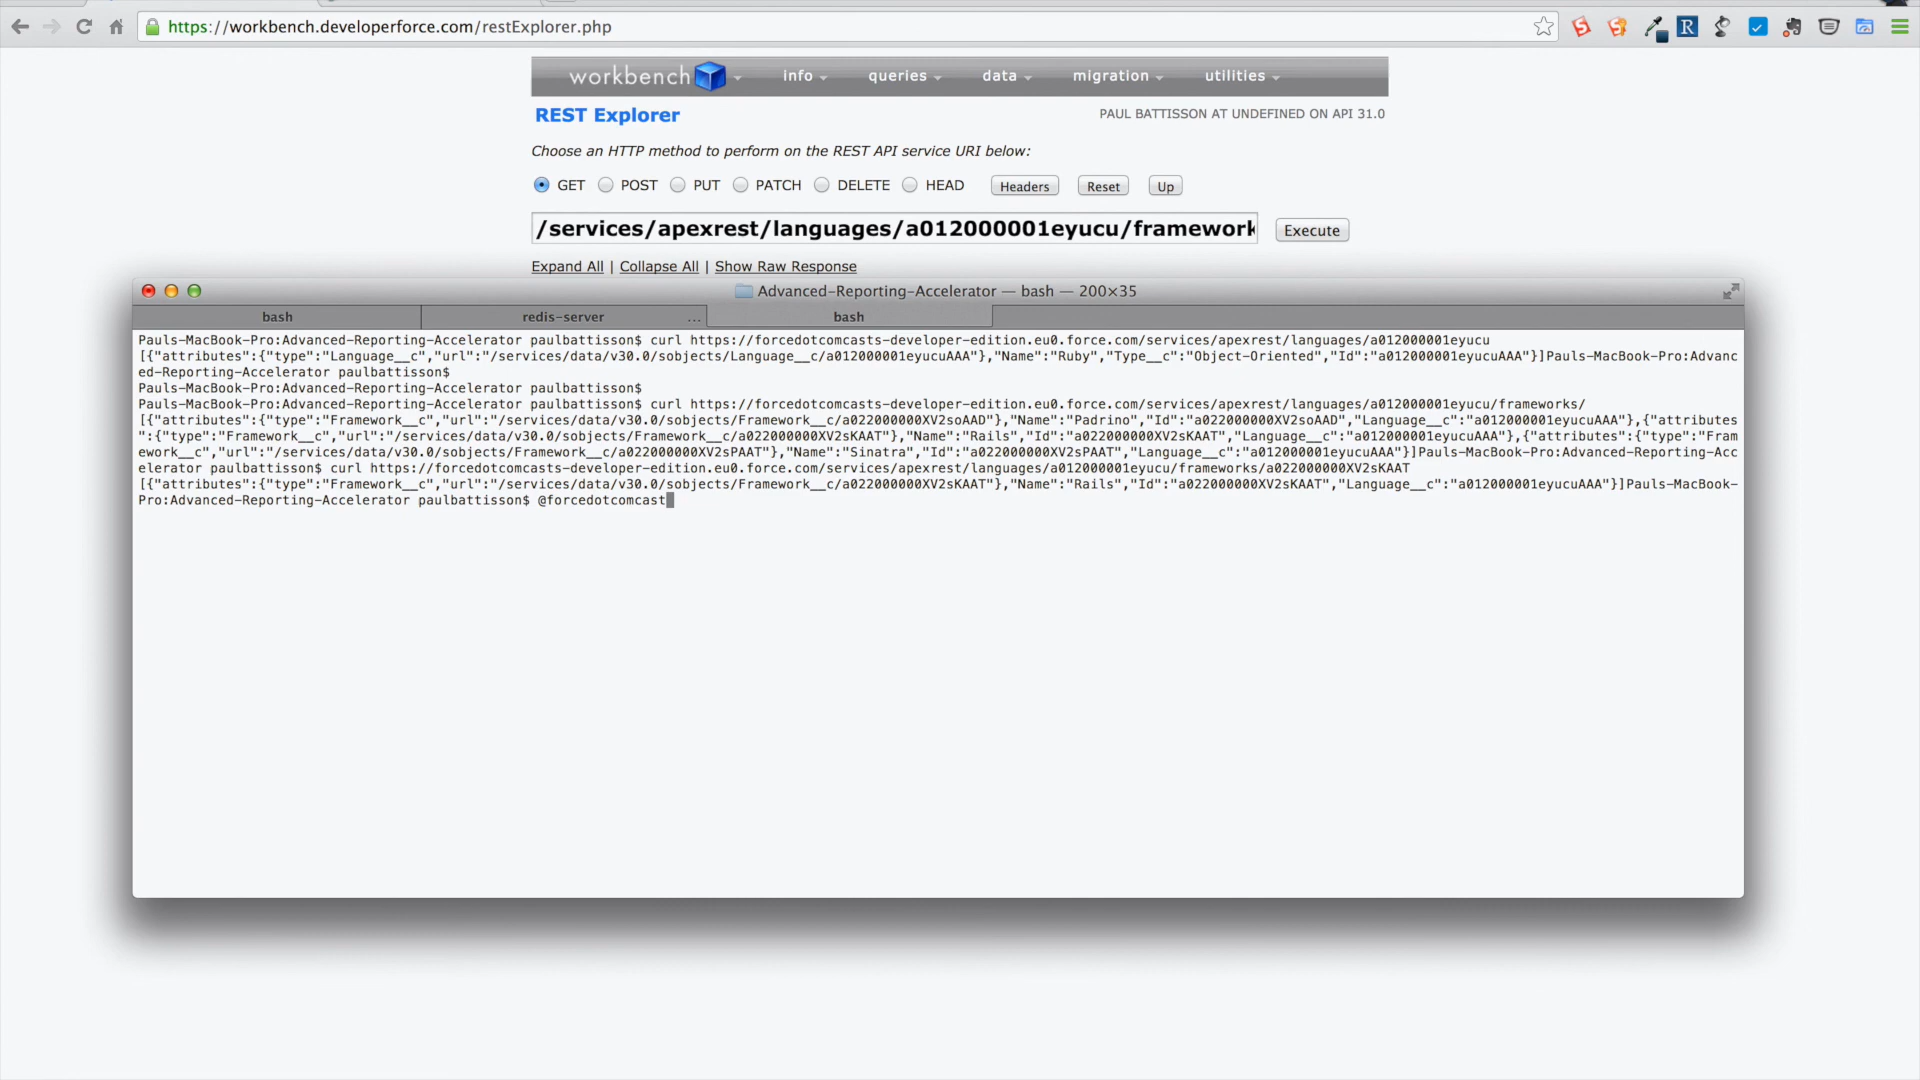 https://workbench.developerforce.com/restExplorer.php
workbench info queries data migration utilities
REST Explorer PAUL BATTISSON AT UNDEFINED ON API 31.0
Choose an HTTP method to perform on the REST API service URI below:
GET POST PUT PATCH DELETE HEAD Headers Reset Up
/services/apexrest/languages/a012000001eyucu/framework Execute
Expand All | Collapse All | Show Raw Response
Advanced-Reporting-Accelerator — bash — 200×35
bash redis-server ... bash
Pauls-MacBook-Pro:Advanced-Reporting-Accelerator paulbattisson$ curl https://forcedotcomcasts-developer-edition.eu0.force.com/services/apexrest/languages/a012000001eyucu
[{"attributes":{"type":"Language__c","url":"/services/data/v30.0/sobjects/Language__c/a012000001eyucuAAA"},"Name":"Ruby","Type__c":"Object-Oriented","Id":"a012000001eyucuAAA"}]Pauls-MacBook-Pro:Advanc
ed-Reporting-Accelerator paulbattisson$
Pauls-MacBook-Pro:Advanced-Reporting-Accelerator paulbattisson$
Pauls-MacBook-Pro:Advanced-Reporting-Accelerator paulbattisson$ curl https://forcedotcomcasts-developer-edition.eu0.force.com/services/apexrest/languages/a012000001eyucu/frameworks/
[{"attributes":{"type":"Framework__c","url":"/services/data/v30.0/sobjects/Framework__c/a022000000XV2soAAD"},"Name":"Padrino","Id":"a022000000XV2soAAD","Language__c":"a012000001eyucuAAA"},{"attributes
":{"type":"Framework__c","url":"/services/data/v30.0/sobjects/Framework__c/a022000000XV2sKAAT"},"Name":"Rails","Id":"a022000000XV2sKAAT","Language__c":"a012000001eyucuAAA"},{"attributes":{"type":"Fram
ework__c","url":"/services/data/v30.0/sobjects/Framework__c/a022000000XV2sPAAT"},"Name":"Sinatra","Id":"a022000000XV2sPAAT","Language__c":"a012000001eyucuAAA"}]Pauls-MacBook-Pro:Advanced-Reporting-Acc
elerator paulbattisson$ curl https://forcedotcomcasts-developer-edition.eu0.force.com/services/apexrest/languages/a012000001eyucu/frameworks/a022000000XV2sKAAT
[{"attributes":{"type":"Framework__c","url":"/services/data/v30.0/sobjects/Framework__c/a022000000XV2sKAAT"},"Name":"Rails","Id":"a022000000XV2sKAAT","Language__c":"a012000001eyucuAAA"}]Pauls-MacBook-
Pro:Advanced-Reporting-Accelerator paulbattisson$ @forcedotcomcast